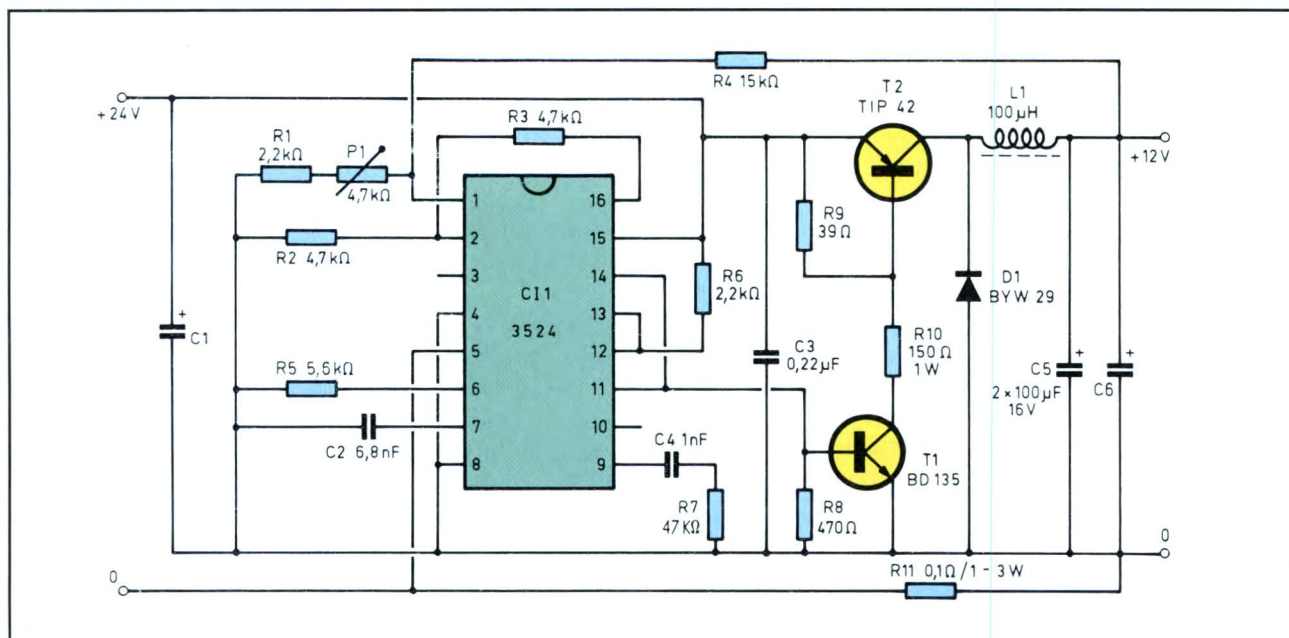 R4 15kΩ
+24V
T2
TIP 42
L1
100µH
+12V
R3 4,7kΩ
R1
2,2kΩ
P1
4,7kΩ
R2 4,7kΩ
1
2
3
4
5
6
7
8
16
15
14
13
12
11
10
9
CI1
3524
R6
2,2kΩ
R9
39Ω
D1
BYW 29
C1
+
R5 5,6kΩ
C2 6,8nF
C3
0,22µF
R10
150Ω
1W
C5
2×100µF
16V
+
C6
+
C4 1nF
R7
47KΩ
R8
470Ω
T1
BD 135
0
0
R11 0,1Ω/1-3W